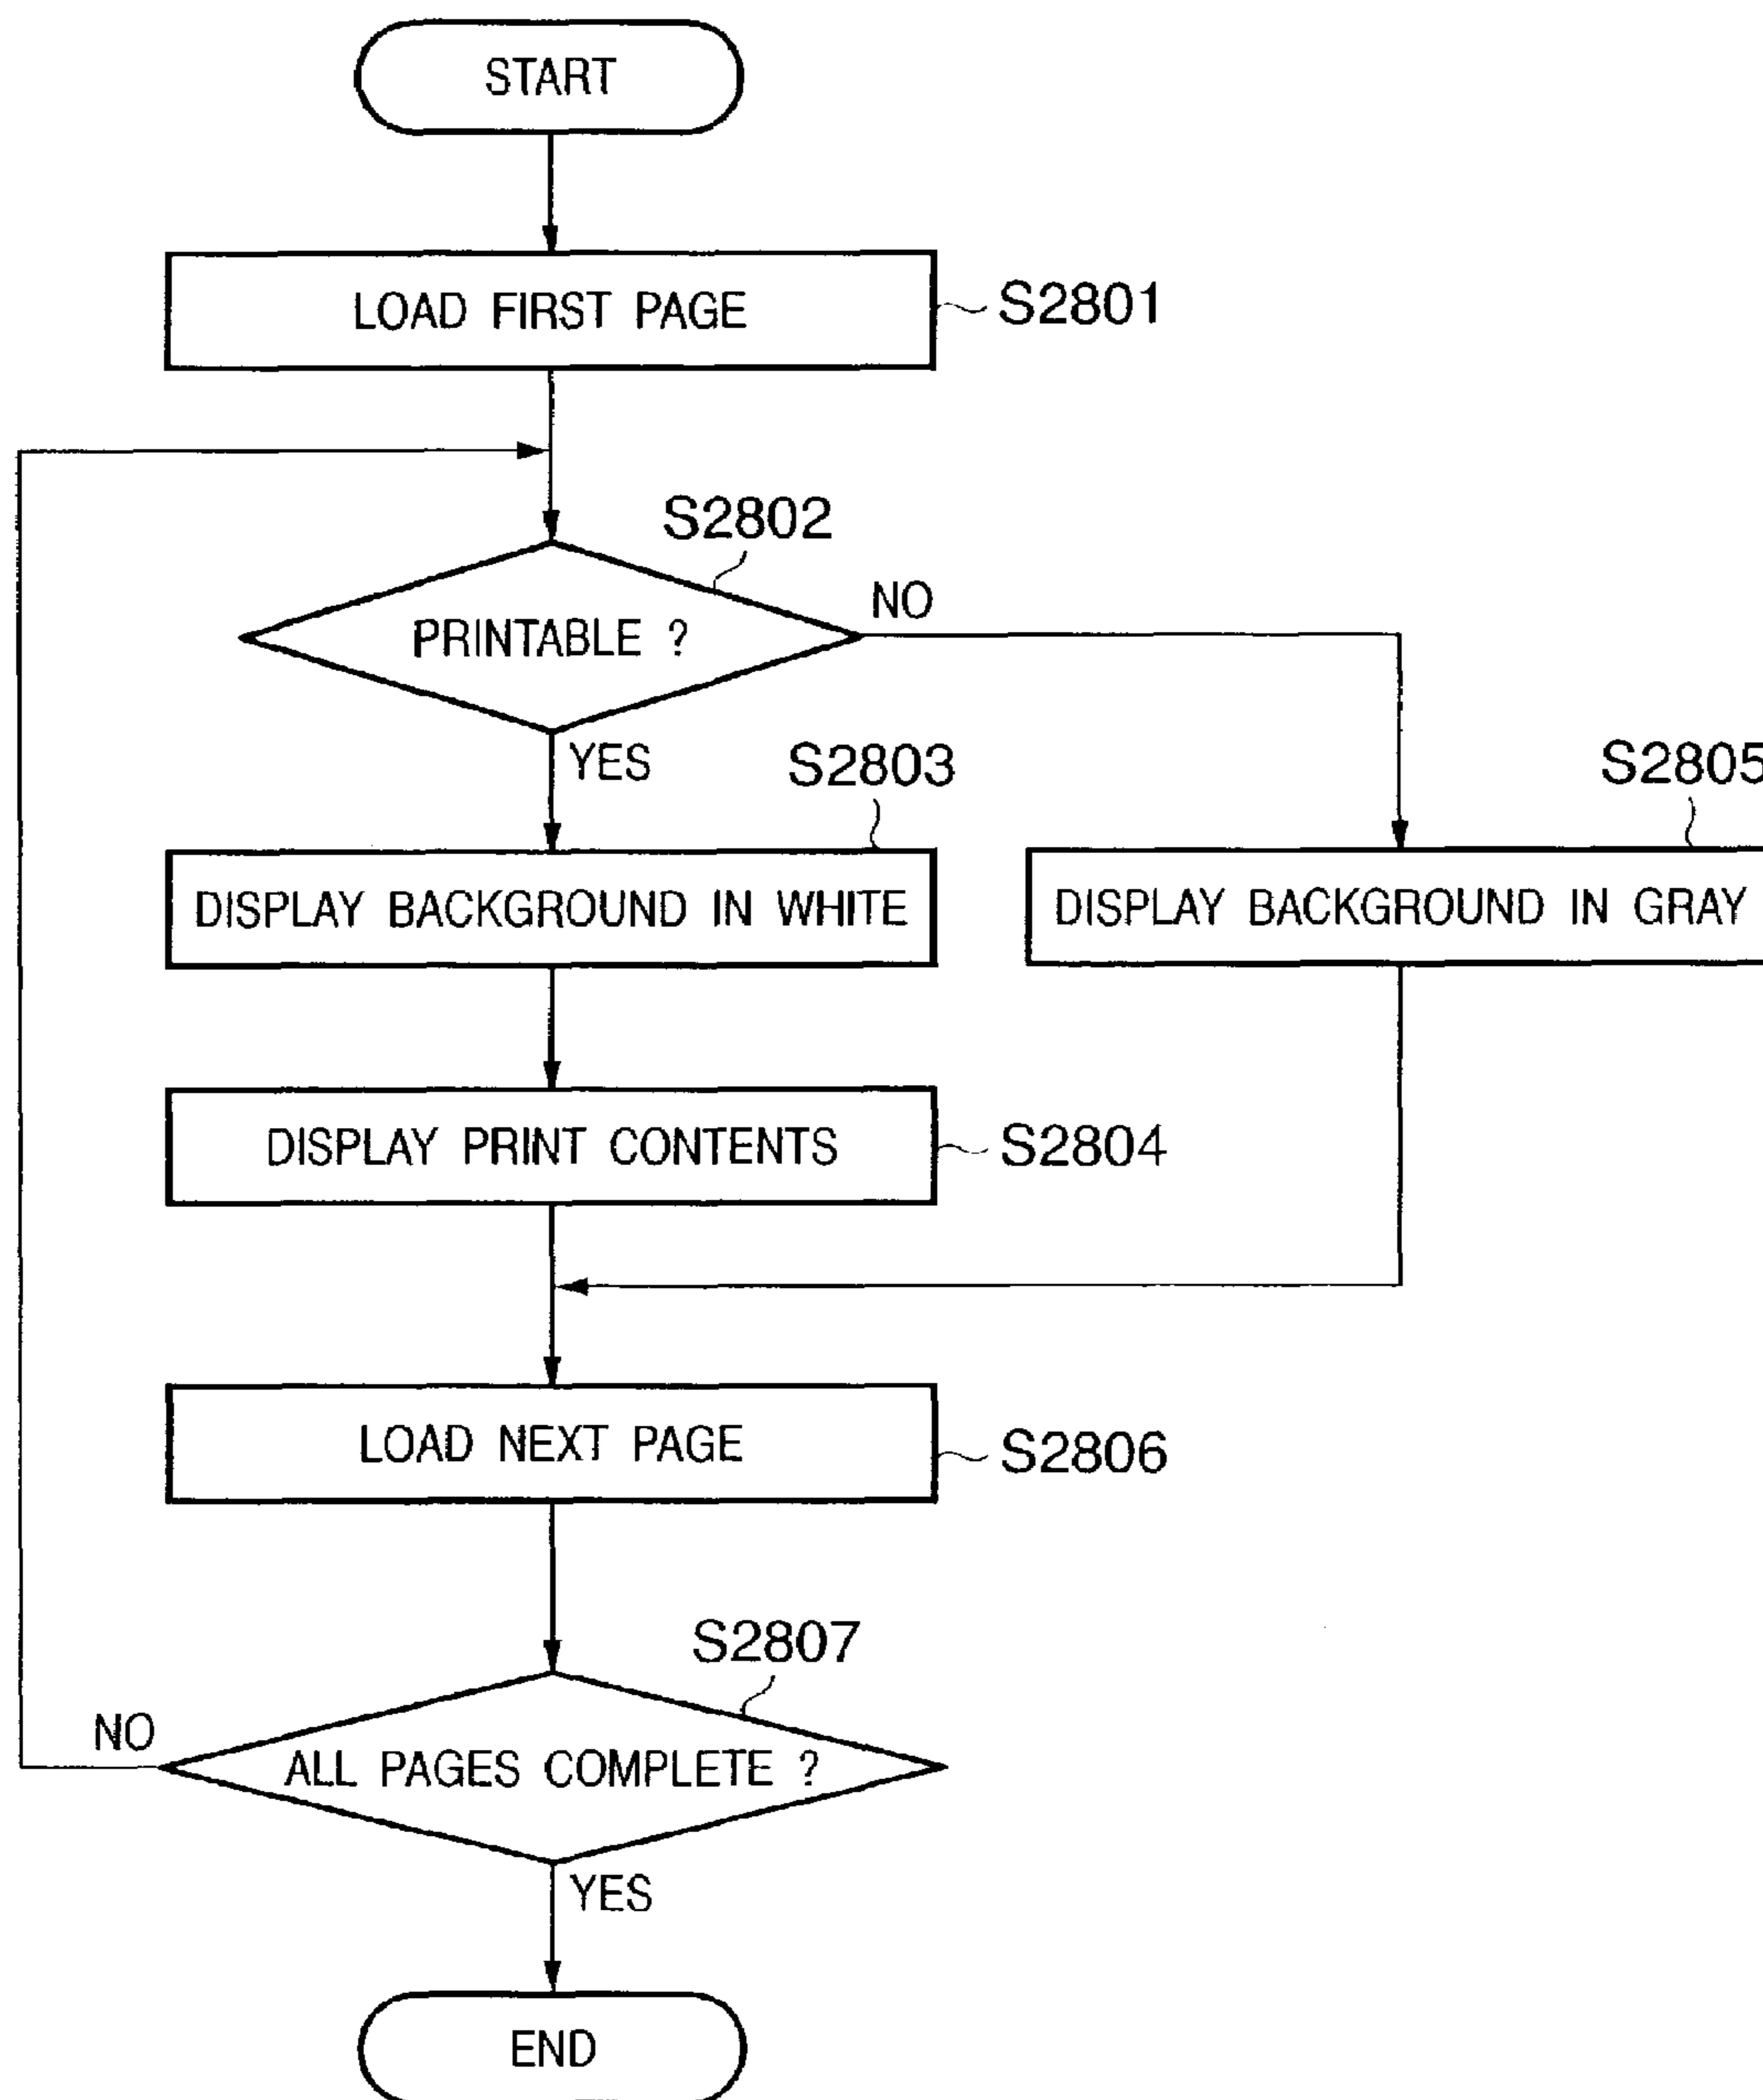 START
LOAD FIRST PAGE
S2801
S2802
PRINTABLE ?
NO
YES
S2803
S2805
DISPLAY BACKGROUND IN WHITE
DISPLAY BACKGROUND IN GRAY
DISPLAY PRINT CONTENTS
S2804
LOAD NEXT PAGE
S2806
S2807
NO
ALL PAGES COMPLETE ?
YES
END